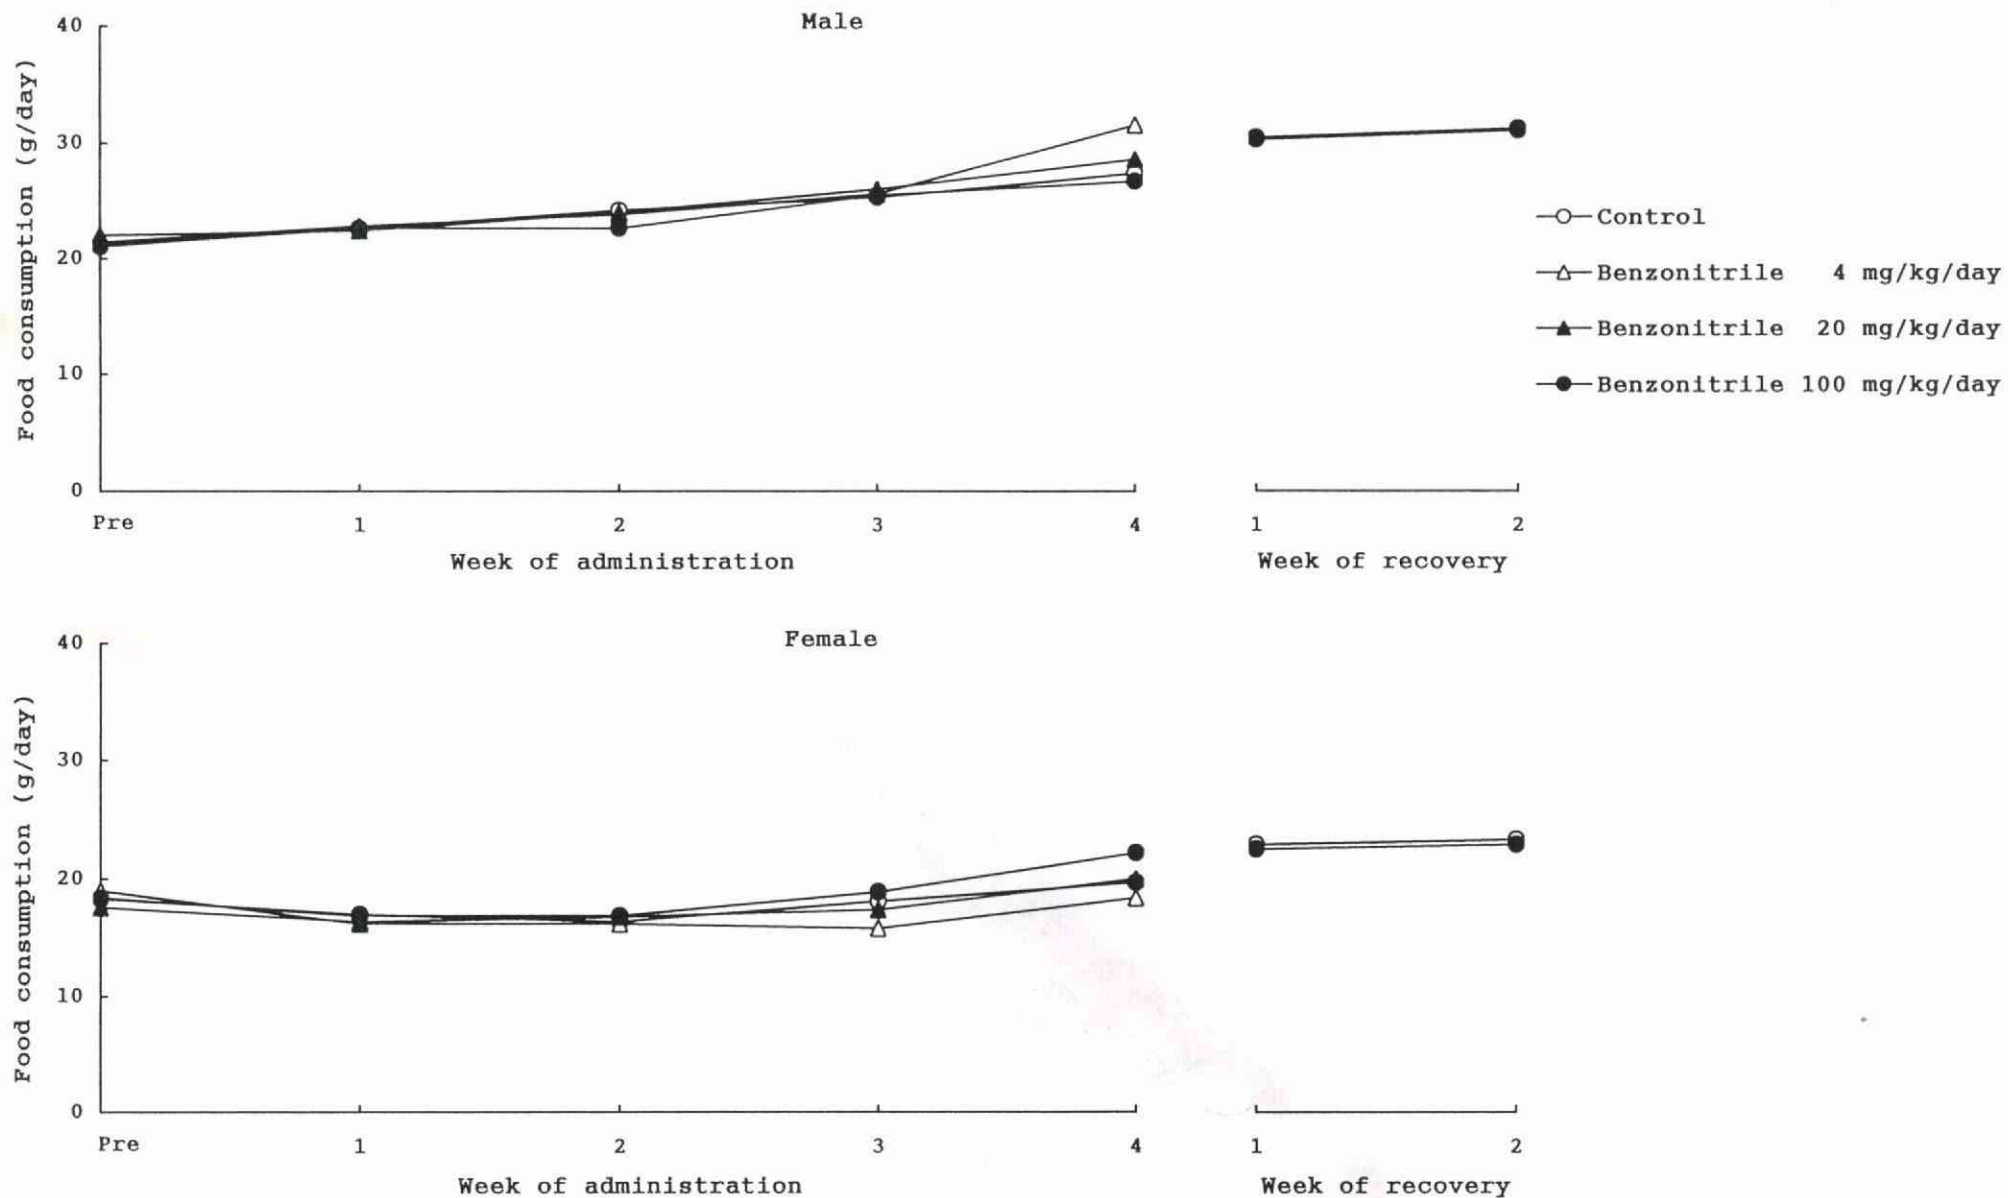 Male
Food consumption (g/day)
40
30
20
10
0
Pre 1 2 3 4 1 2
Week of administration Week of recovery
Control
Benzonitrile 4 mg/kg/day
Benzonitrile 20 mg/kg/day
Benzonitrile 100 mg/kg/day
Female
Food consumption (g/day)
40
30
20
10
0
Pre 1 2 3 4 1 2
Week of administration Week of recovery